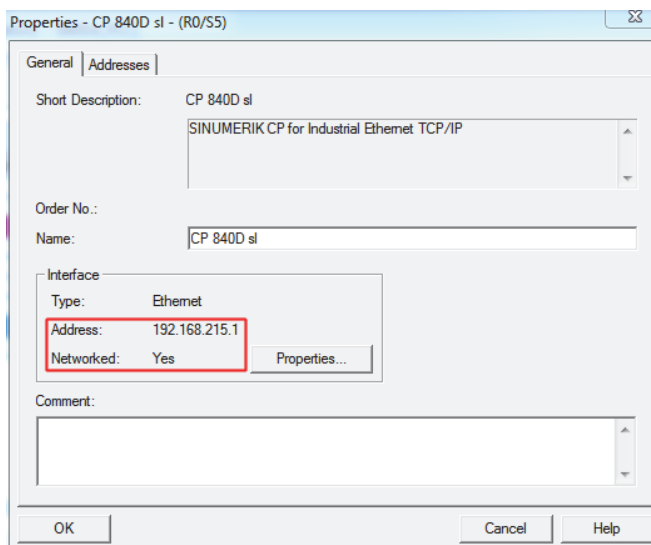 Properties - CP 840D sl - (R0/S5)
General Addresses
Short Description: CP 840D sl
SINUMERIK CP for Industrial Ethernet TCP/IP
Order No.:
Name: CP 840D sl
Interface
Type: Ethernet
Address: 192.168.215.1
Networked: Yes Properties...
Comment:
OK Cancel Help